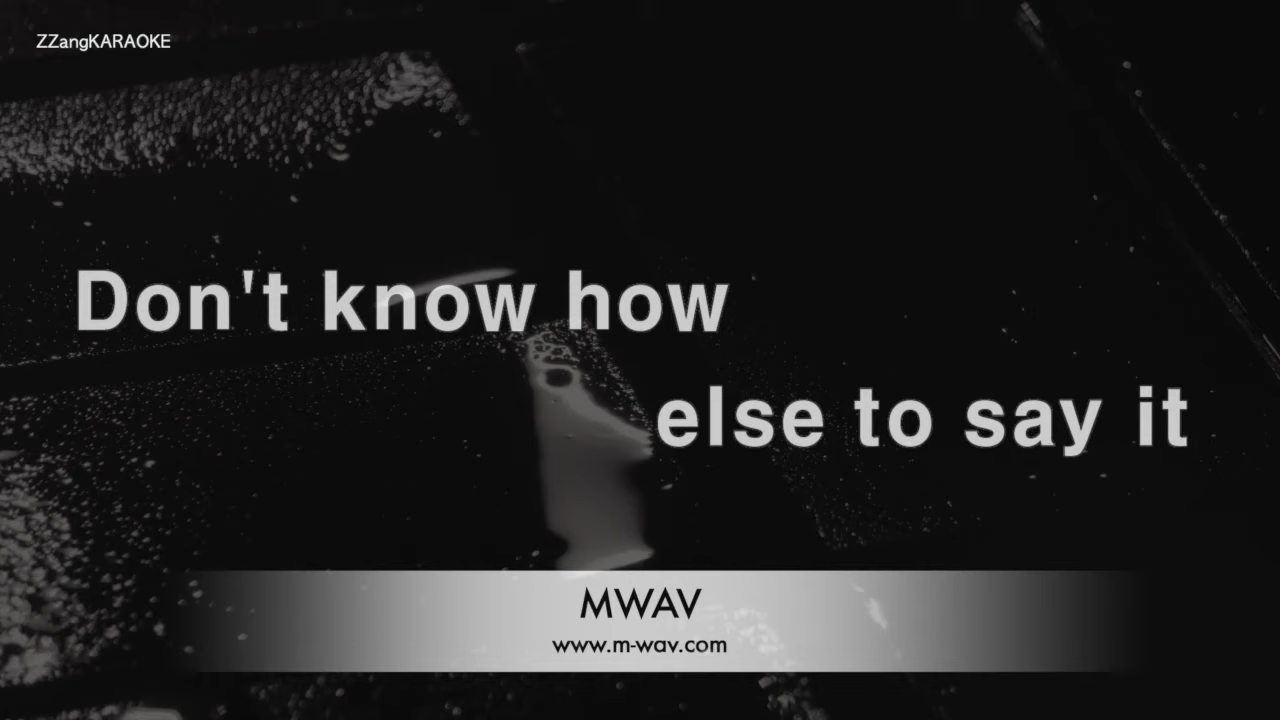 ZZangKARAOKE
Don't know how
else to say it
MWAV
www.m-wav.com